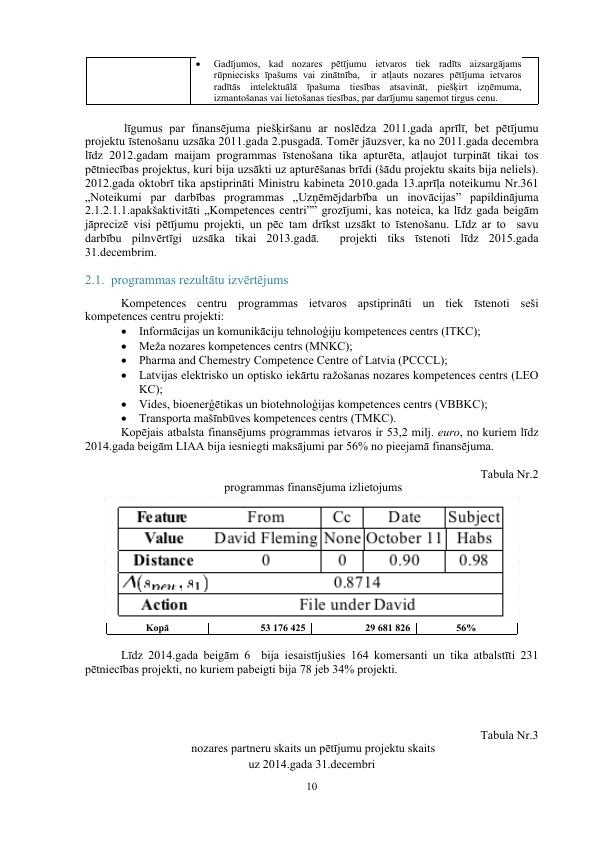 • Gadījumos, kad nozares pētījumu ietvaros tiek radīts aizsargājams
rūpniecisks īpašums vai zinātnība, ir atļauts nozares pētījuma ietvaros
radītās intelektuālā īpašuma tiesības atsavināt, piešķirt izņēmuma,
izmantošanas vai lietošanas tiesības, par darījumu saņemot tirgus cenu.
līgumus par finansējuma piešķiršanu ar noslēdza 2011.gada aprīlī, bet pētījumu
projektu īstenošanu uzsāka 2011.gada 2.pusgadā. Tomēr jāuzsver, ka no 2011.gada decembra
līdz 2012.gadam maijam programmas īstenošana tika apturēta, atļaujot turpināt tikai tos
pētniecības projektus, kuri bija uzsākti uz apturēšanas brīdi (šādu projektu skaits bija neliels).
2012.gada oktobrī tika apstiprināti Ministru kabineta 2010.gada 13.aprīļa noteikumu Nr.361
„Noteikumi par darbības programmas „Uzņēmējdarbība un inovācijas” papildinājuma
2.1.2.1.1.apakšaktivitāti „Kompetences centri”” grozījumi, kas noteica, ka līdz gada beigām
jāprecizē visi pētījumu projekti, un pēc tam drīkst uzsākt to īstenošanu. Līdz ar to savu
darbību pilnvērtīgi uzsāka tikai 2013.gadā. projekti tiks īstenoti līdz 2015.gada
31.decembrim.
2.1. programmas rezultātu izvērtējums
Kompetences centru programmas ietvaros apstiprināti un tiek īstenoti seši
kompetences centru projekti:
• Informācijas un komunikāciju tehnoloģiju kompetences centrs (ITKC);
• Meža nozares kompetences centrs (MNKC);
• Pharma and Chemestry Competence Centre of Latvia (PCCCL);
• Latvijas elektrisko un optisko iekārtu ražošanas nozares kompetences centrs (LEO
KC);
• Vides, bioenerģētikas un biotehnoloģijas kompetences centrs (VBBKC);
• Transporta mašīnbūves kompetences centrs (TMKC).
Kopējais atbalsta finansējums programmas ietvaros ir 53,2 milj. euro, no kuriem līdz
2014.gada beigām LIAA bija iesniegti maksājumi par 56% no pieejamā finansējuma.
Tabula Nr.2
programmas finansējuma izlietojums
Feature From Cc Date Subject
Value David Fleming None October 11 Habs
Distance 0 0 0.90 0.98
0.8714
Action File under David
Kopā 53 176 425 29 681 826 56%
Līdz 2014.gada beigām 6 bija iesaistījušies 164 komersanti un tika atbalstīti 231
pētniecības projekti, no kuriem pabeigti bija 78 jeb 34% projekti.
Tabula Nr.3
nozares partneru skaits un pētījumu projektu skaits
uz 2014.gada 31.decembri
10